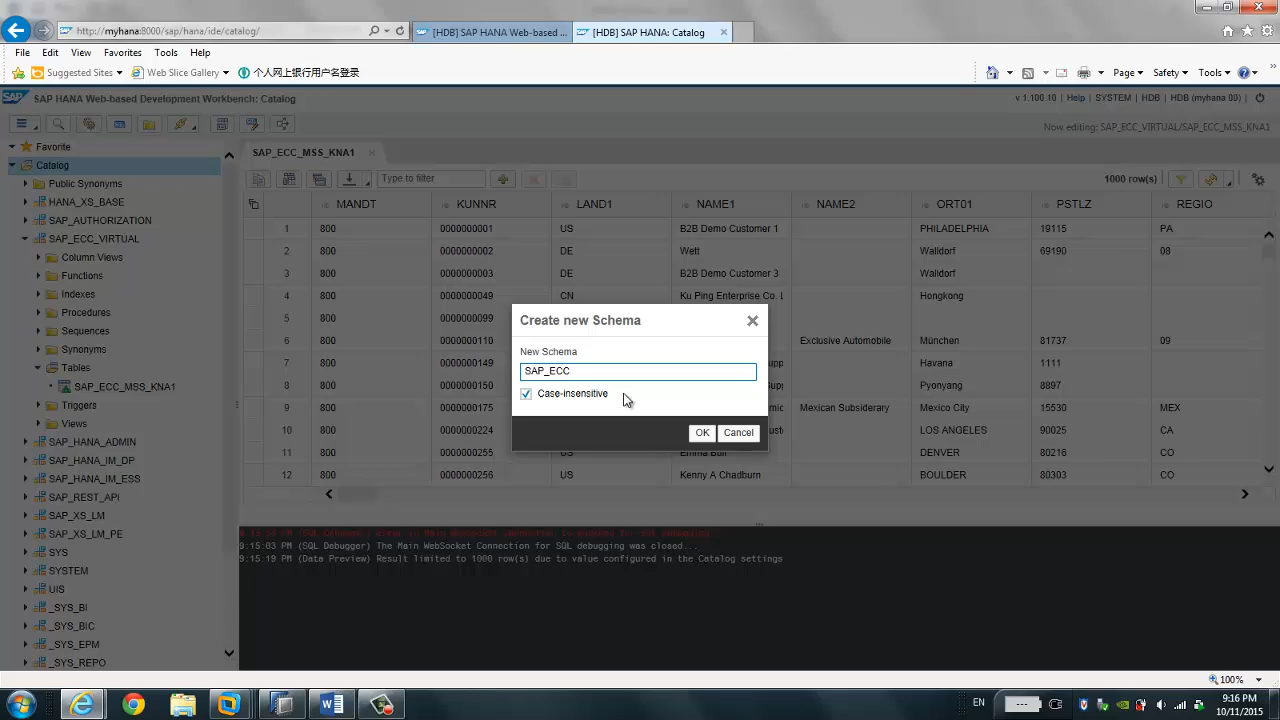 http://myhana:8000/sap/hana/ide/catalog/
[HDB] SAP HANA Web-based ...
[HDB] SAP HANA: Catalog
File Edit View Favorites Tools Help
Suggested Sites Web Slice Gallery 个人网上银行用户名登录
Page Safety Tools
SAP SAP HANA Web-based Development Workbench: Catalog
v 1.100.10 | Help | SYSTEM | HDB | HDB (myhana 00)
Now editing: SAP_ECC_VIRTUAL/SAP_ECC_MSS_KNA1
Favorite
Catalog
Public Synonyms
HANA_XS_BASE
SAP_AUTHORIZATION
SAP_ECC_VIRTUAL
Column Views
Functions
Indexes
Procedures
Sequences
Synonyms
Tables
SAP_ECC_MSS_KNA1
Triggers
Views
SAP_HANA_ADMIN
SAP_HANA_IM_DP
SAP_HANA_IM_ESS
SAP_REST_API
SAP_XS_LM
SAP_XS_LM_PE
SYS
SYSTEM
UIS
_SYS_BI
_SYS_BIC
_SYS_EPM
_SYS_REPO
SAP_ECC_MSS_KNA1
Type to filter
1000 row(s)
MANDT KUNNR LAND1 NAME1 NAME2 ORT01 PSTLZ REGIO
1 800 0000000001 US B2B Demo Customer 1 PHILADELPHIA 19115 PA
2 800 0000000002 DE Wett Walldorf 69190 08
3 800 0000000003 DE B2B Demo Customer 3 Walldorf
4 800 0000000049 CN Ku Ping Enterprise Co. Hongkong
5 800 0000000099
6 800 0000000110 Exclusive Automobile München 81737 09
7 800 0000000149 Havana 1111
8 800 0000000150 Pyonyang 8897
9 800 0000000175 Mexican Subsiderary Mexico City 15530 MEX
10 800 0000000224 LOS ANGELES 90025 CA
11 800 0000000255 US Emma Bull DENVER 80216 CO
12 800 0000000256 US Kenny A Chadburn BOULDER 80303 CO
Create new Schema
New Schema
SAP_ECC
Case-insensitive
OK Cancel
9:15:03 PM (SQL Debugger) The Main WebSocket Connection for SQL debugging was closed...
9:15:19 PM (Data Preview) Result limited to 1000 row(s) due to value configured in the Catalog settings
100%
EN
9:16 PM
10/11/2015